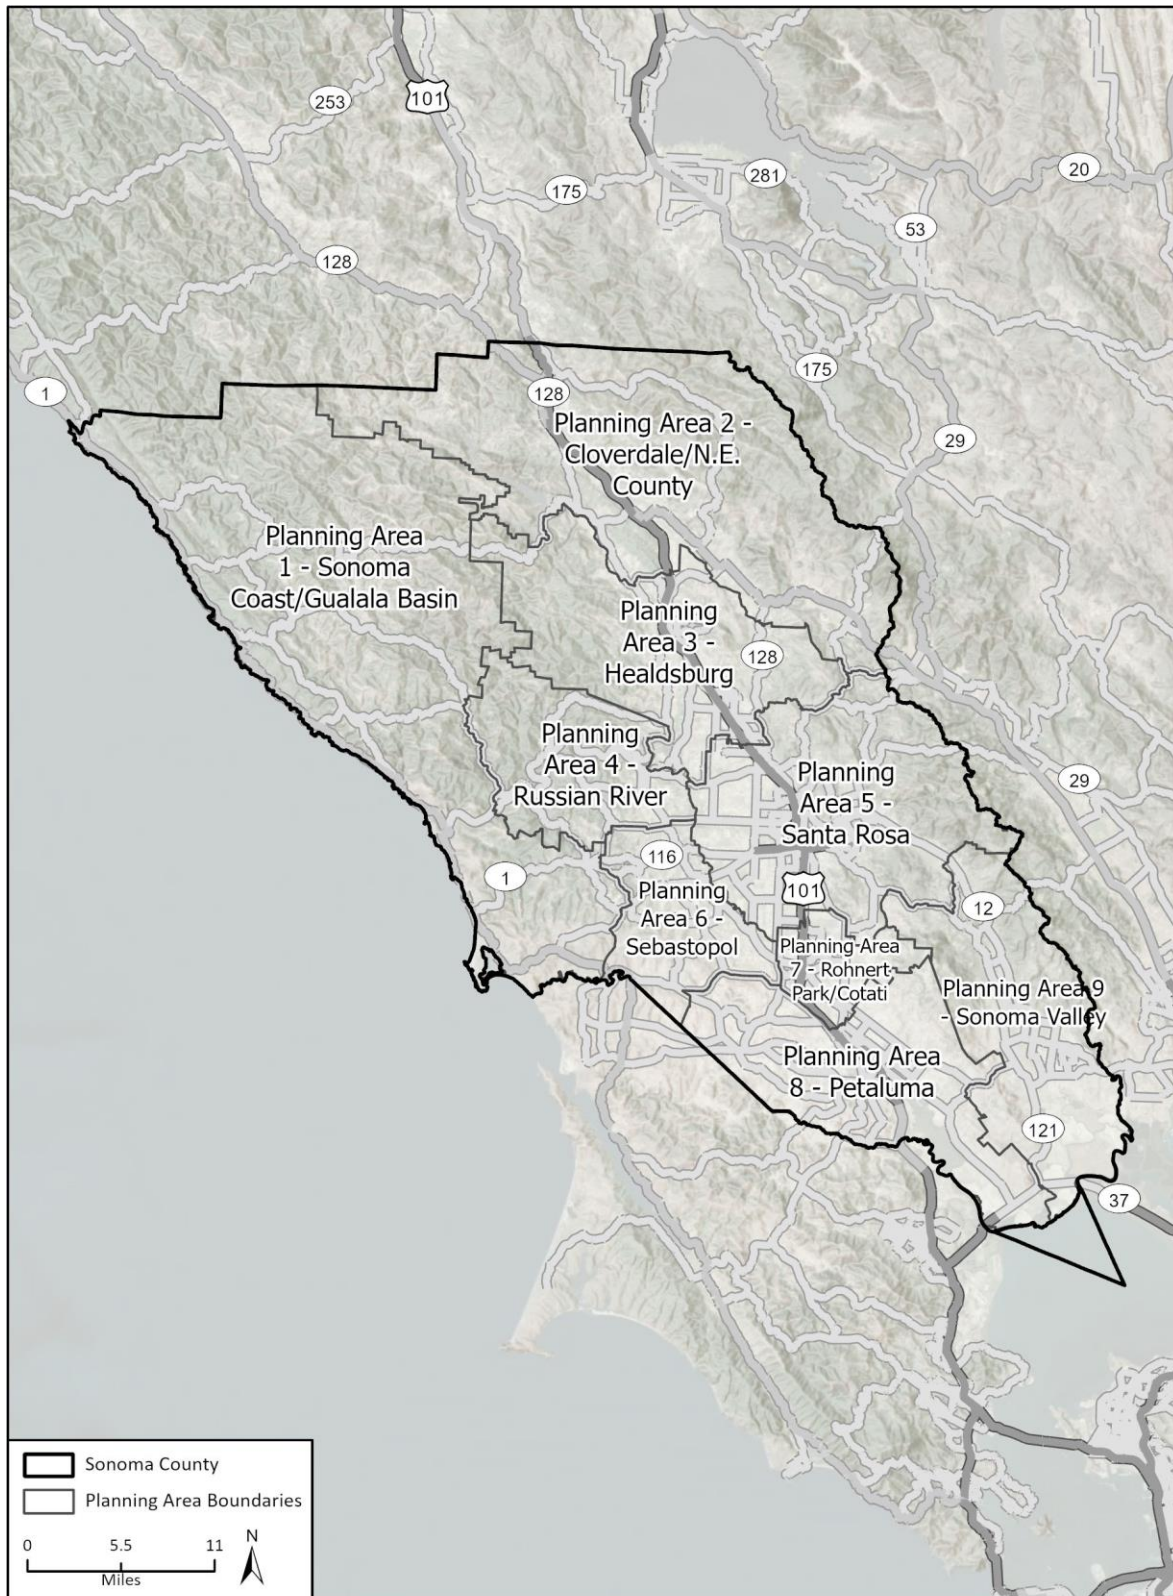 253
101
175
281
20
53
128
1
175
128
29
Planning Area 2 -
Cloverdale/N.E.
County
Planning Area
1 - Sonoma
Coast/Gualala Basin
Planning
Area 3 -
Healdsburg
128
Planning
Area 4 -
Russian River
Planning
Area 5 -
Santa Rosa
29
116
1
101
12
Planning
Area 6 -
Sebastopol
Planning Area
7 - Rohnert
Park/Cotati
Planning Area 9
- Sonoma Valley
Planning Area
8 - Petaluma
121
37
Sonoma County
Planning Area Boundaries
0 5.5 11
Miles
N